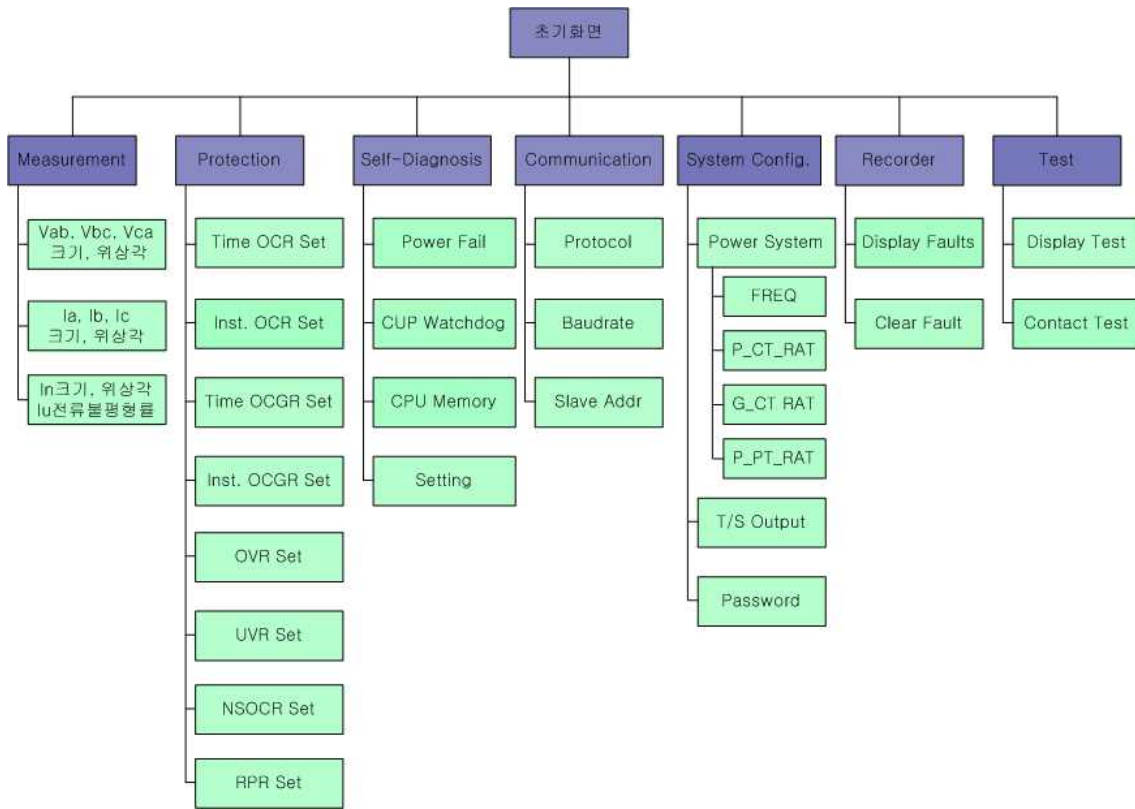 초기화면
Measurement
Vab, Vbc, Vca
크기, 위상각
Ia, Ib, Ic
크기, 위상각
In크기, 위상각
Iu전류불평형률
Protection
Time OCR Set
Inst. OCR Set
Time OCGR Set
Inst. OCGR Set
OVR Set
UVR Set
NSOCR Set
RPR Set
Self-Diagnosis
Power Fail
CUP Watchdog
CPU Memory
Setting
Communication
Protocol
Baudrate
Slave Addr
System Config.
Power System
FREQ
P_CT_RAT
G_CT RAT
P_PT_RAT
T/S Output
Password
Recorder
Display Faults
Clear Fault
Test
Display Test
Contact Test